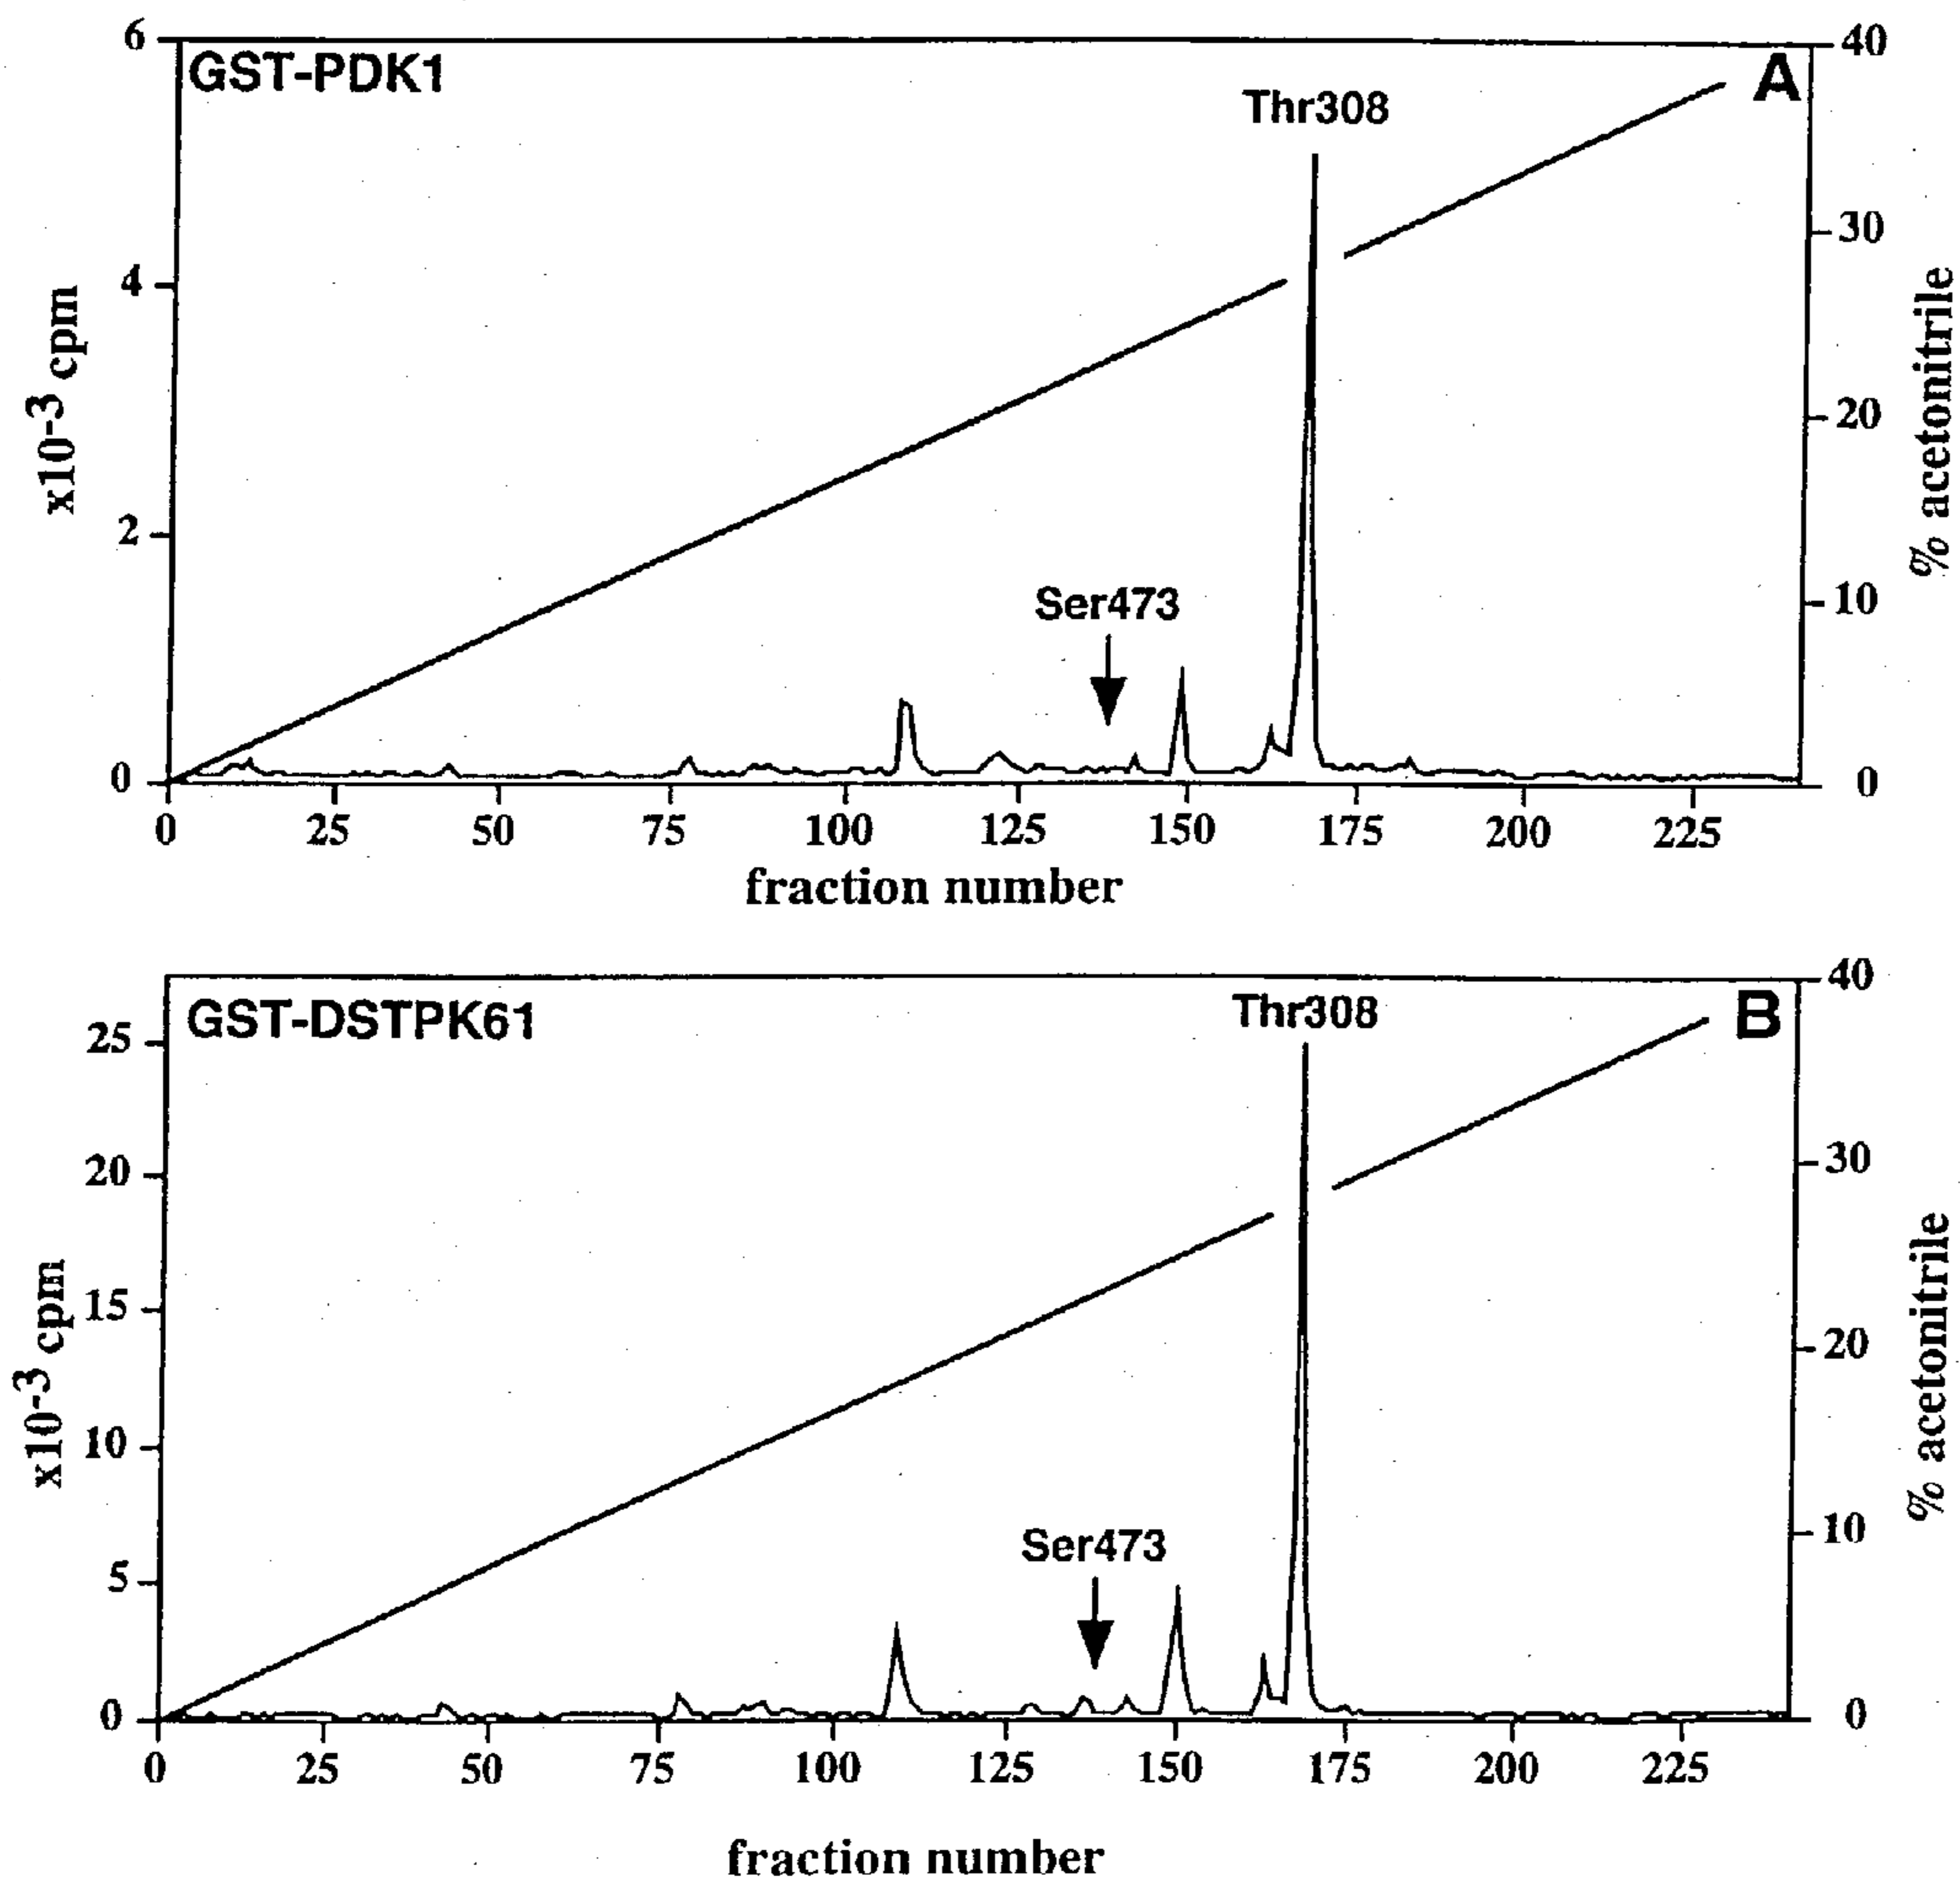 6
GST-PDK1
Thr308
A
40
30
4
x10-3 cpm
% acetonitrile
20
2
Ser473
10
0
0
0 25 50 75 100 125 150 175 200 225
fraction number
GST-DSTPK61
Thr308
B
40
25
20
30
x10-3 cpm
% acetonitrile
15
20
10
Ser473
10
5
0
0
0 25 50 75 100 125 150 175 200 225
fraction number